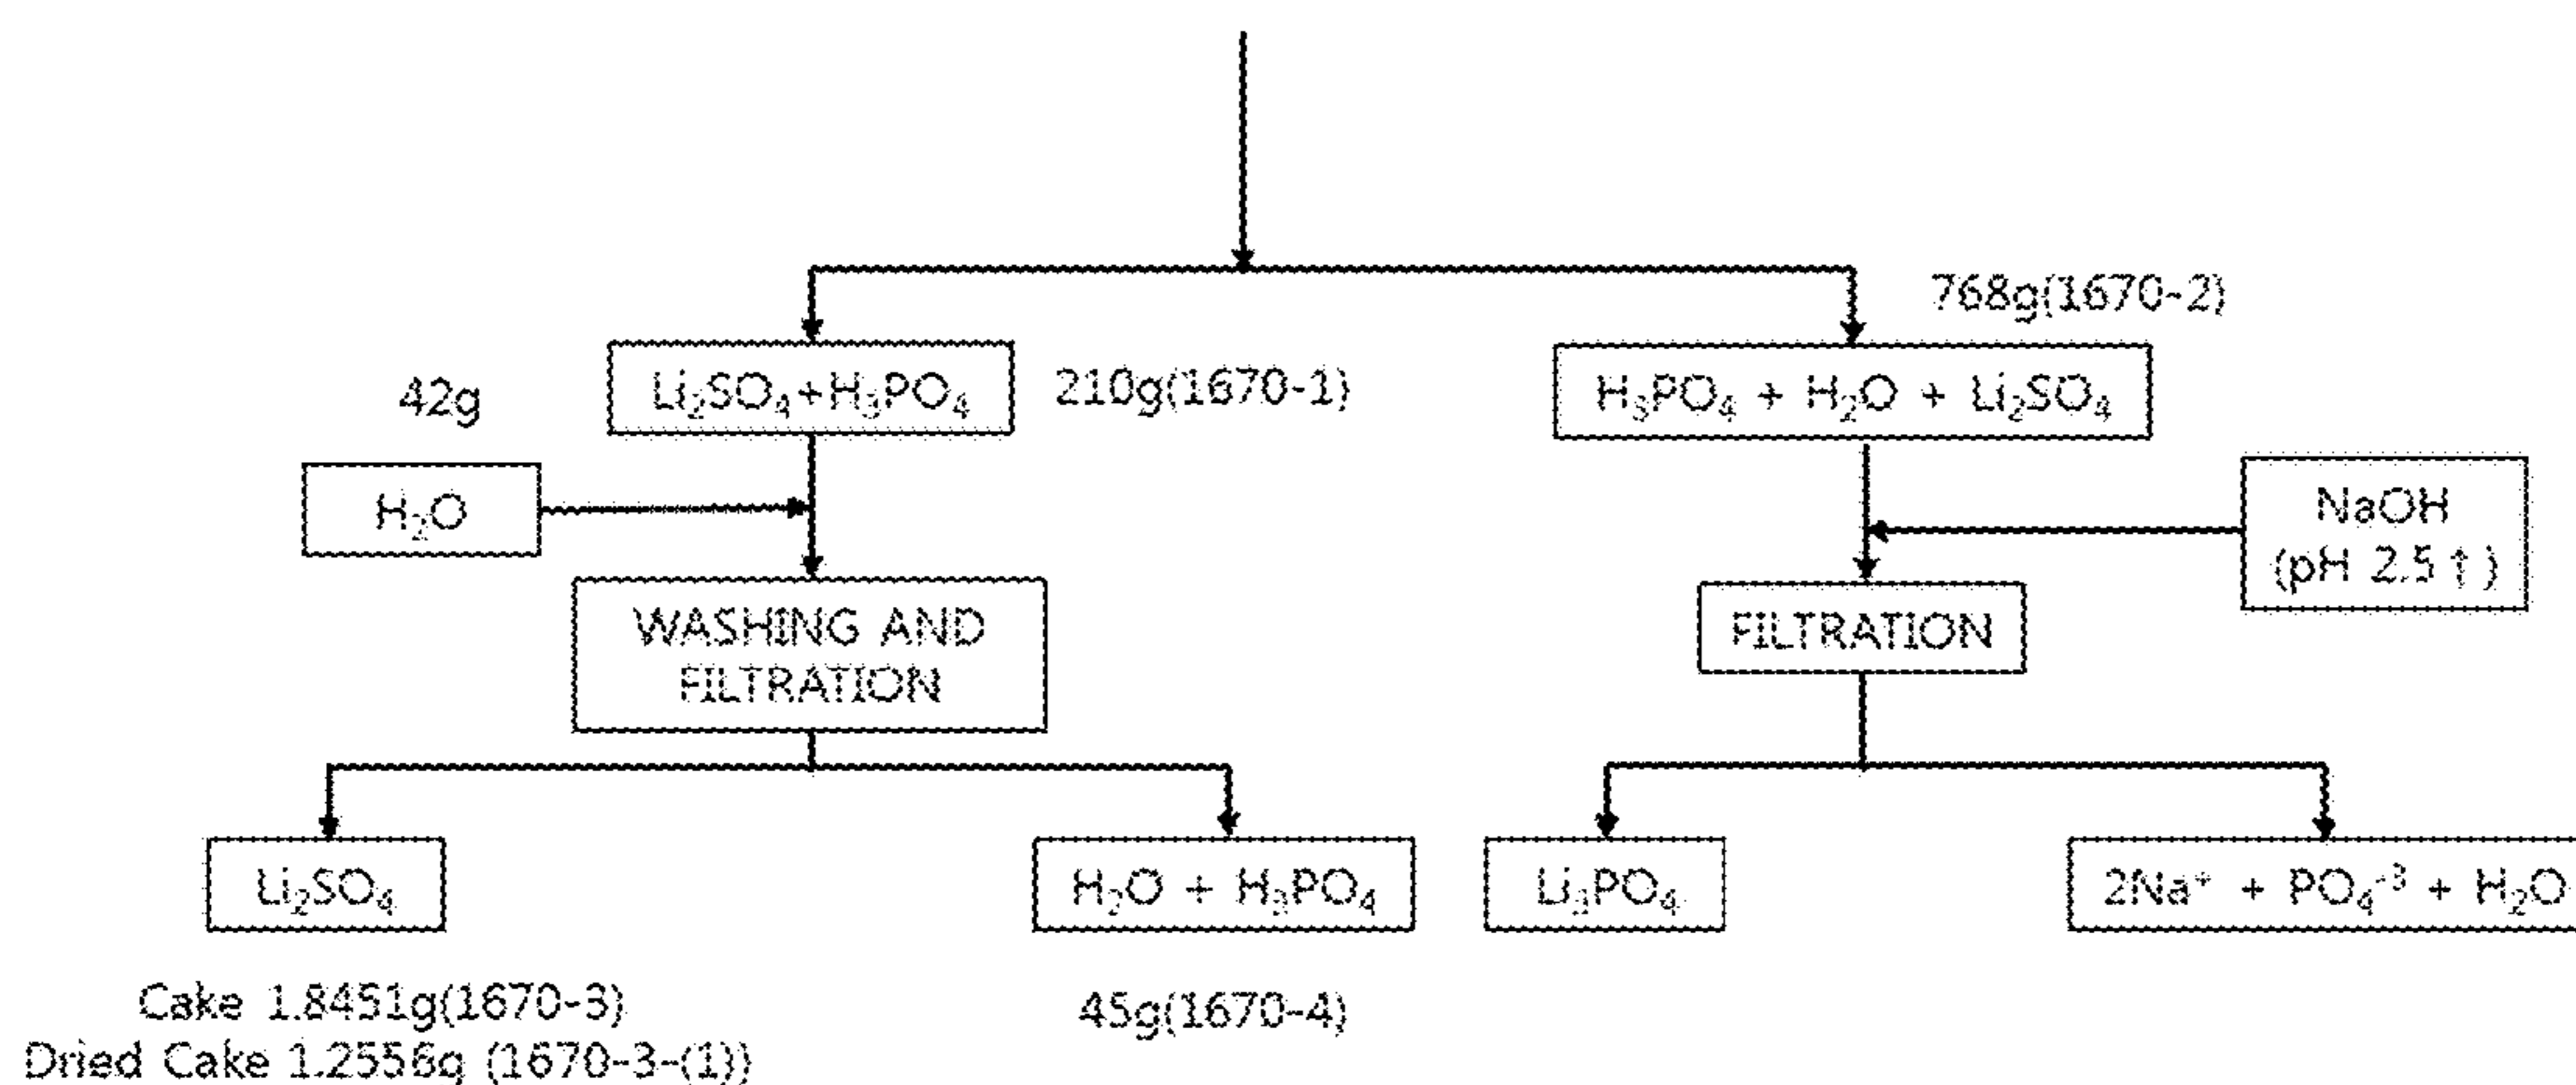 768g(1670-2)
Li₂SO₄+H₃PO₄
210g(1670-1)
H₃PO₄ + H₂O + Li₂SO₄
42g
H₂O
NaOH
(pH 2.5 ↑)
WASHING AND
FILTRATION
FILTRATION
Li₂SO₄
H₂O + H₃PO₄
Li₃PO₄
2Na⁺ + PO₄⁻³ + H₂O
Cake 1.8451g(1670-3)
Dried Cake 1.2556g (1670-3-(1))
45g(1670-4)